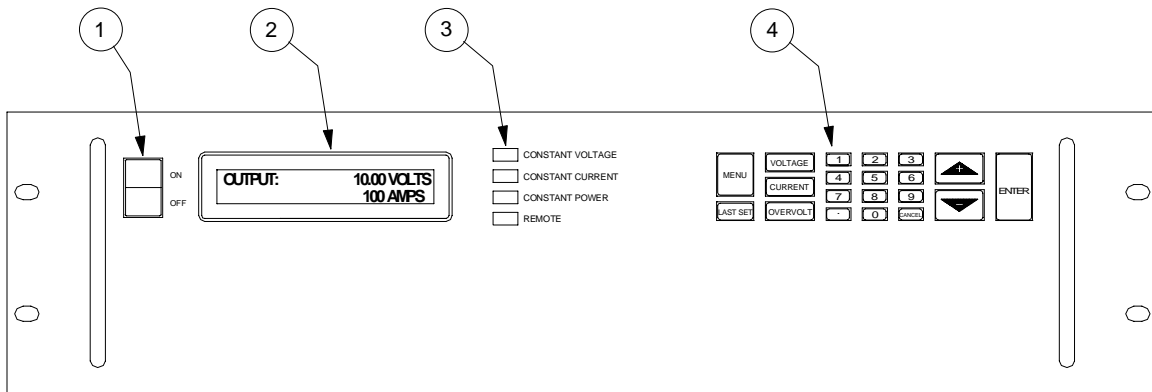 1
2
3
4
ON
OFF
OUTPUT: 10.00 VOLTS
100 AMPS
CONSTANT VOLTAGE
CONSTANT CURRENT
CONSTANT POWER
REMOTE
MENU
LAST SET
VOLTAGE
CURRENT
OVERVOLT
1 2 3
4 5 6
7 8 9
. 0 CANCEL
+
-
ENTER